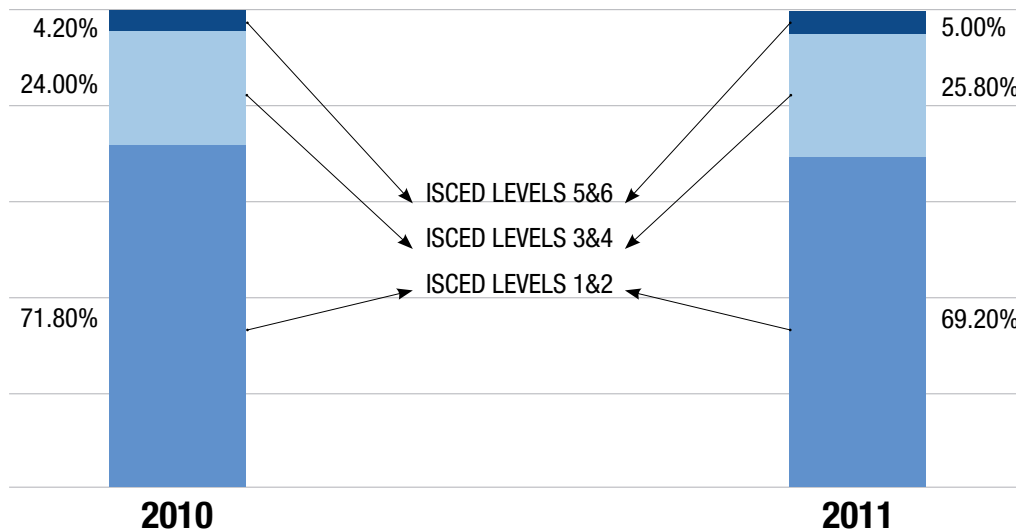 4.20%
5.00%
24.00%
25.80%
ISCED LEVELS 5&6
ISCED LEVELS 3&4
ISCED LEVELS 1&2
71.80%
69.20%
2010
2011